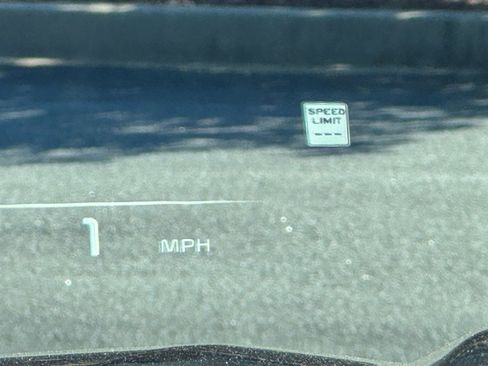 SPEED
LIMIT
---
1 MPH